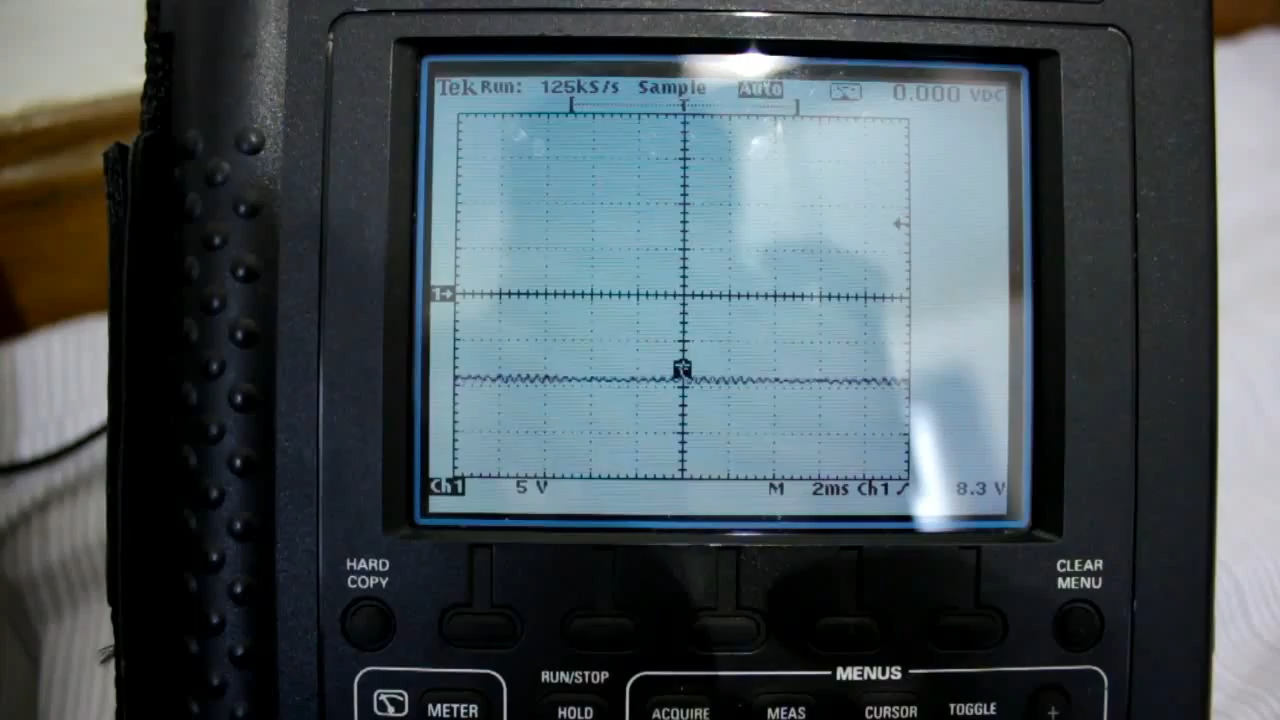 Tek Run: 125kS/s Sample Auto 0.000 VDC
1→
Ch1 5 V M 2ms Ch1 8.3 V
HARD COPY
CLEAR MENU
RUN/STOP
MENUS
METER
HOLD
ACQUIRE
MEAS
CURSOR
TOGGLE
+